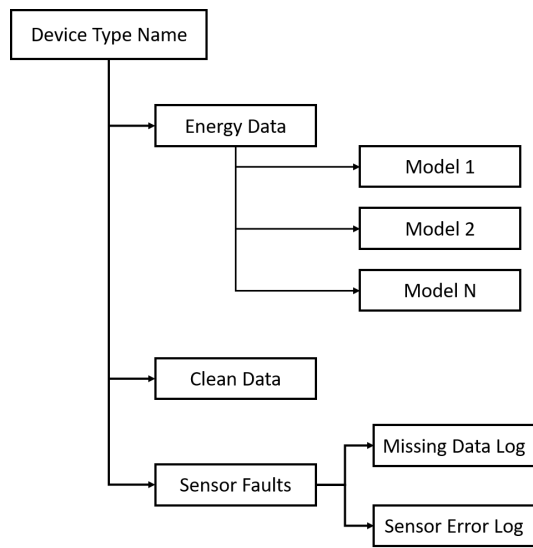 Device Type Name
Energy Data
Model 1
Model 2
Model N
Clean Data
Missing Data Log
Sensor Faults
Sensor Error Log